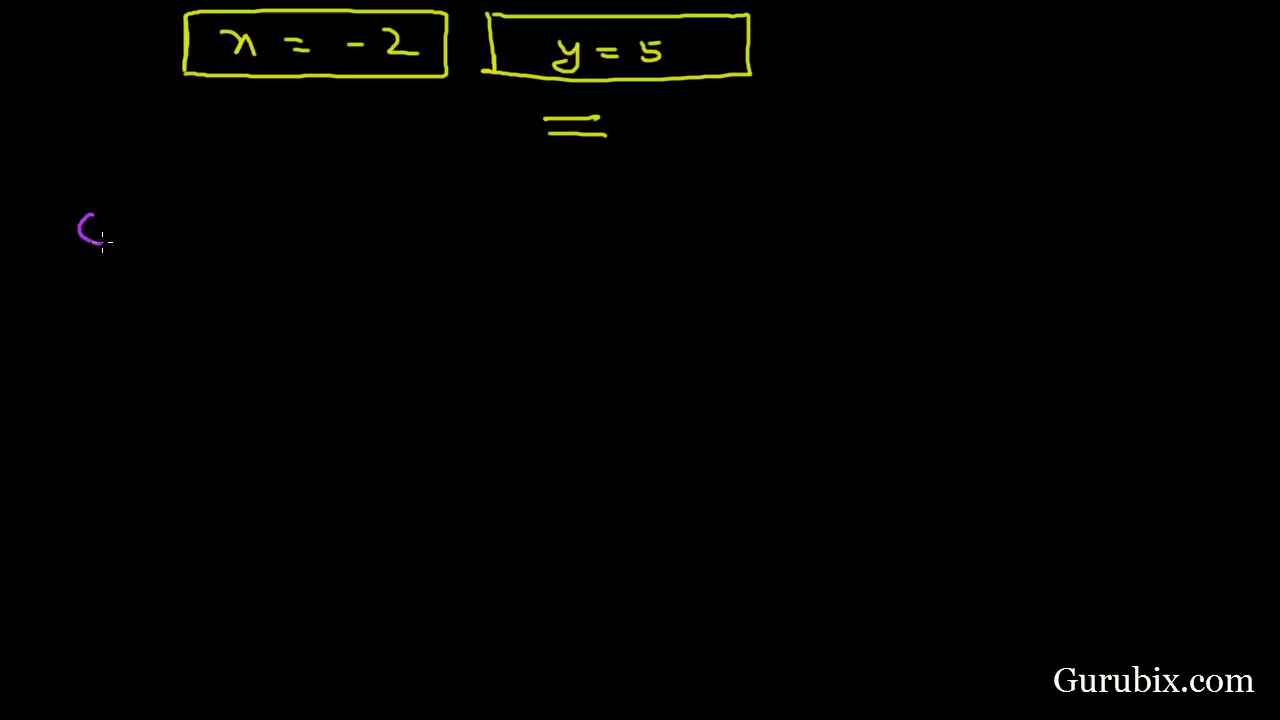 x = -2 y = 5
Gurubix.com